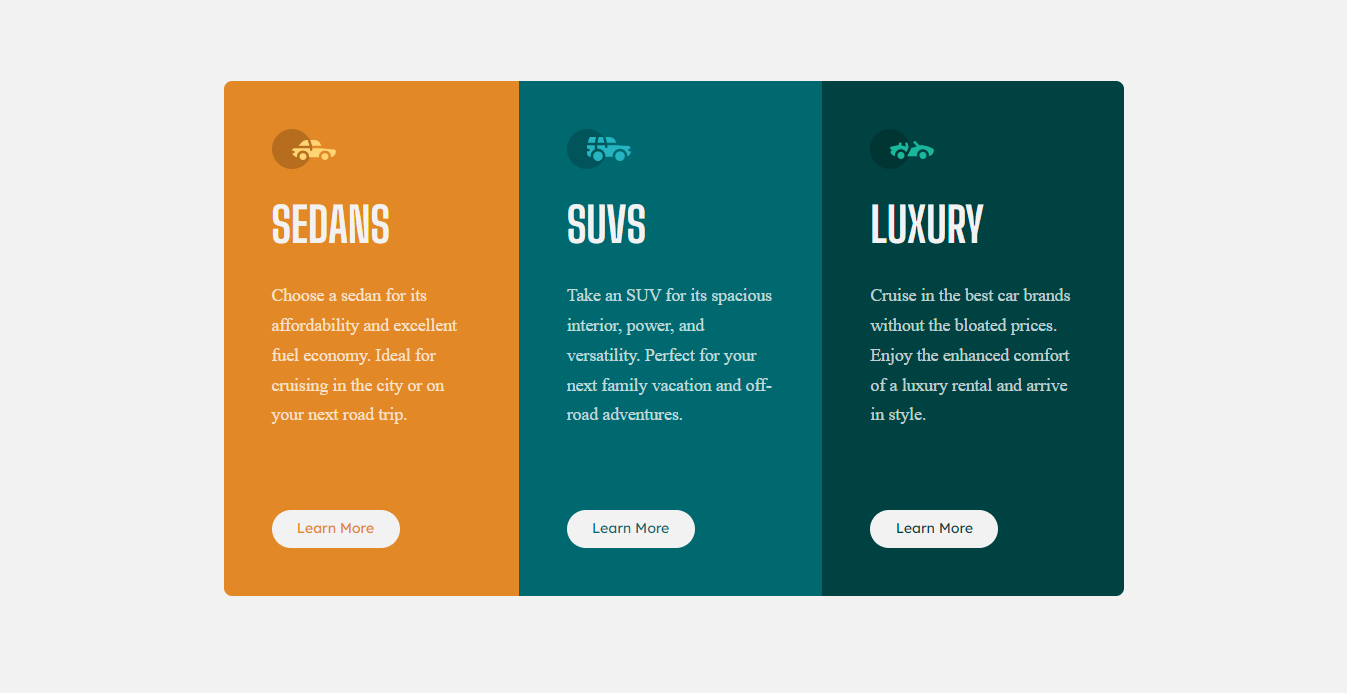 SEDANS
Choose a sedan for its
affordability and excellent
fuel economy. Ideal for
cruising in the city or on
your next road trip.
Learn More
SUVS
Take an SUV for its spacious
interior, power, and
versatility. Perfect for your
next family vacation and off-
road adventures.
Learn More
LUXURY
Cruise in the best car brands
without the bloated prices.
Enjoy the enhanced comfort
of a luxury rental and arrive
in style.
Learn More